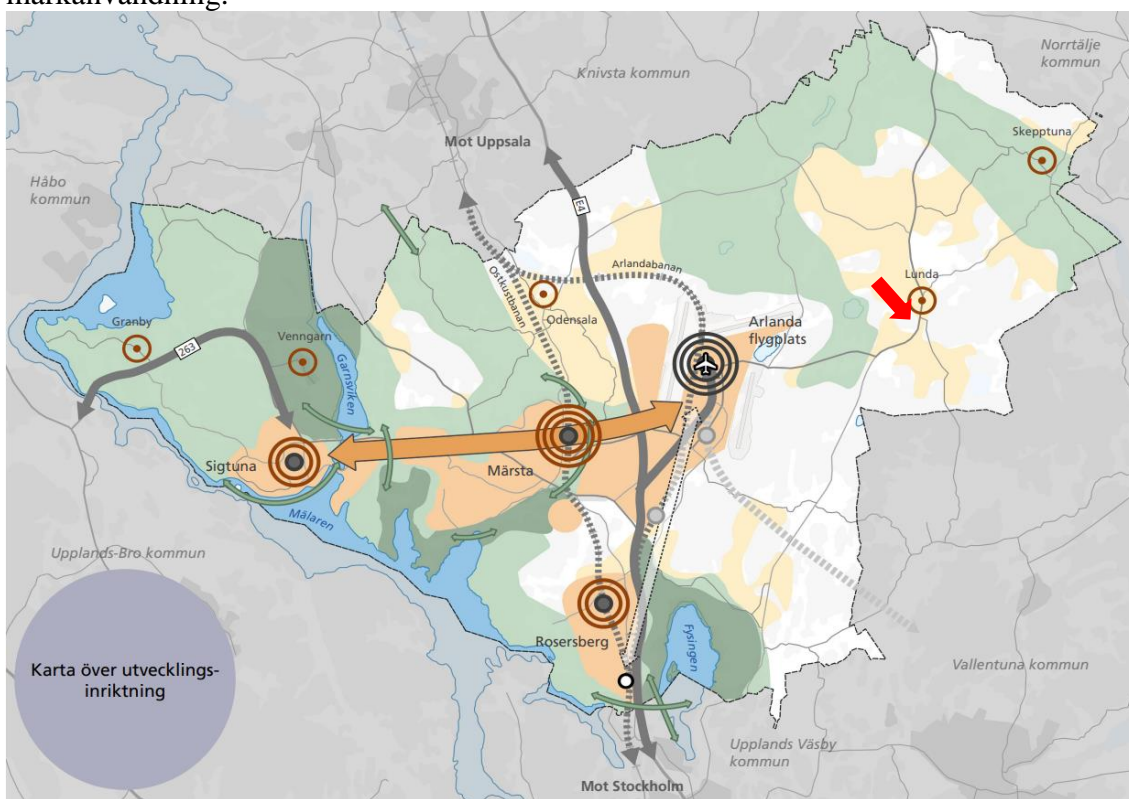 markanvändning.
Norrtälje
kommun
Knivsta kommun
Mot Uppsala
Skepptuna
Håbo
kommun
E4
Arlandabanan
Ostkustbanan
Lunda
Odensala
Arlanda
flygplats
Granby
263
Venngarn
Garnsviken
Sigtuna
Märsta
Mälaren
Upplands-Bro kommun
Rosersberg
Fysingen
Karta över utvecklings-
inriktning
Vallentuna kommun
Upplands Väsby
kommun
Mot Stockholm